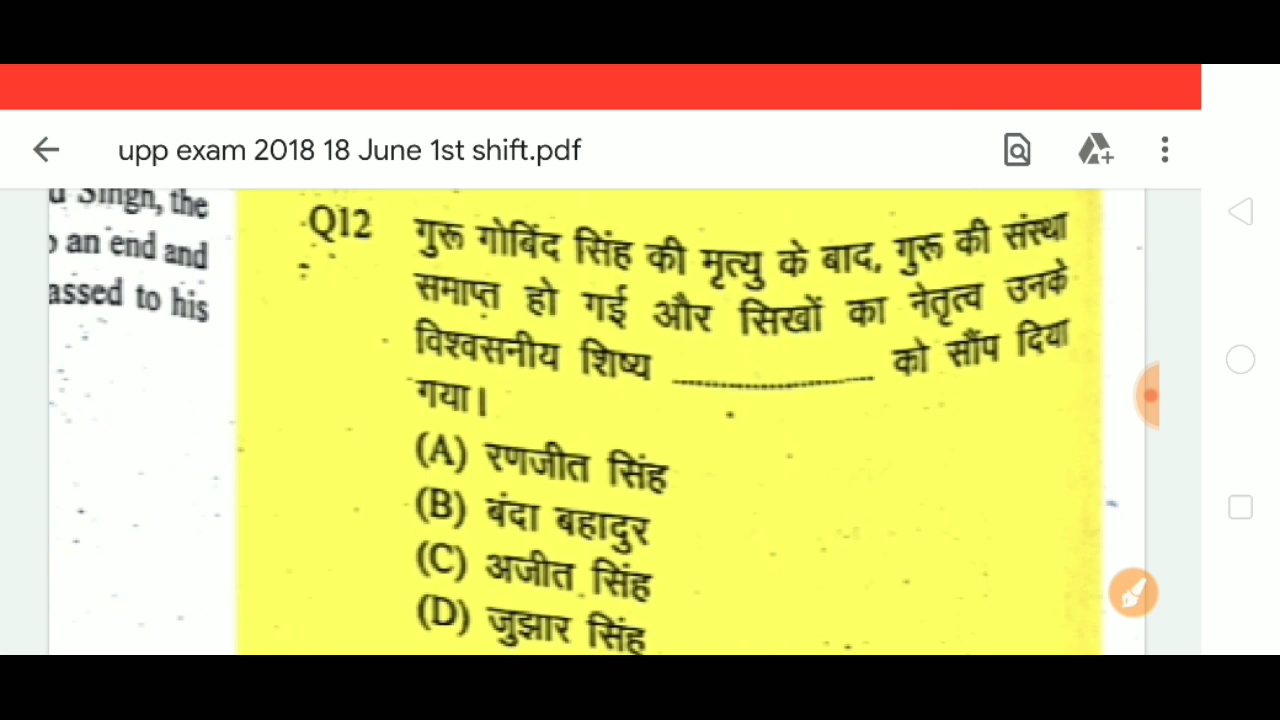 upp exam 2018 18 June 1st shift.pdf
Singh, the
an end and
assed to his
Q12 गुरू गोबिंद सिंह की मृत्यु के बाद, गुरू की संस्था
समाप्त हो गई और सिखों का नेतृत्व उनके
विश्वसनीय शिष्य ........................ को सौंप दिया
गया।
(A) रणजीत सिंह
(B) बंदा बहादुर
(C) अजीत सिंह
(D) जुझार सिंह